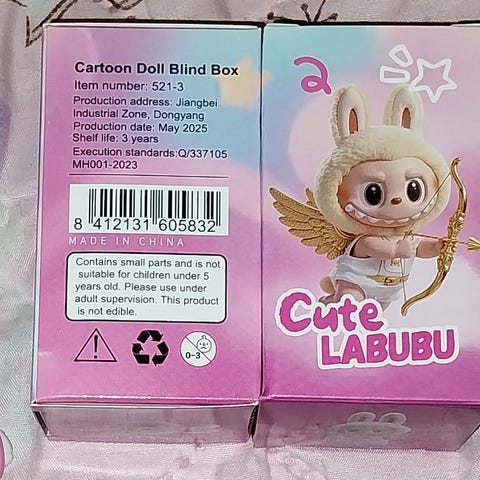 Cartoon Doll Blind Box
Item number: 521-3
Production address: Jiangbei
Industrial Zone, Dongyang
Production date: May 2025
Shelf life: 3 years
Execution standards:Q/337105
MH001-2023
8 412131 605832
MADE IN CHINA
Contains small parts and is not
suitable for children under 5
years old. Please use under
adult supervision. This product
is not edible.
0-3
Cute
LABUBU